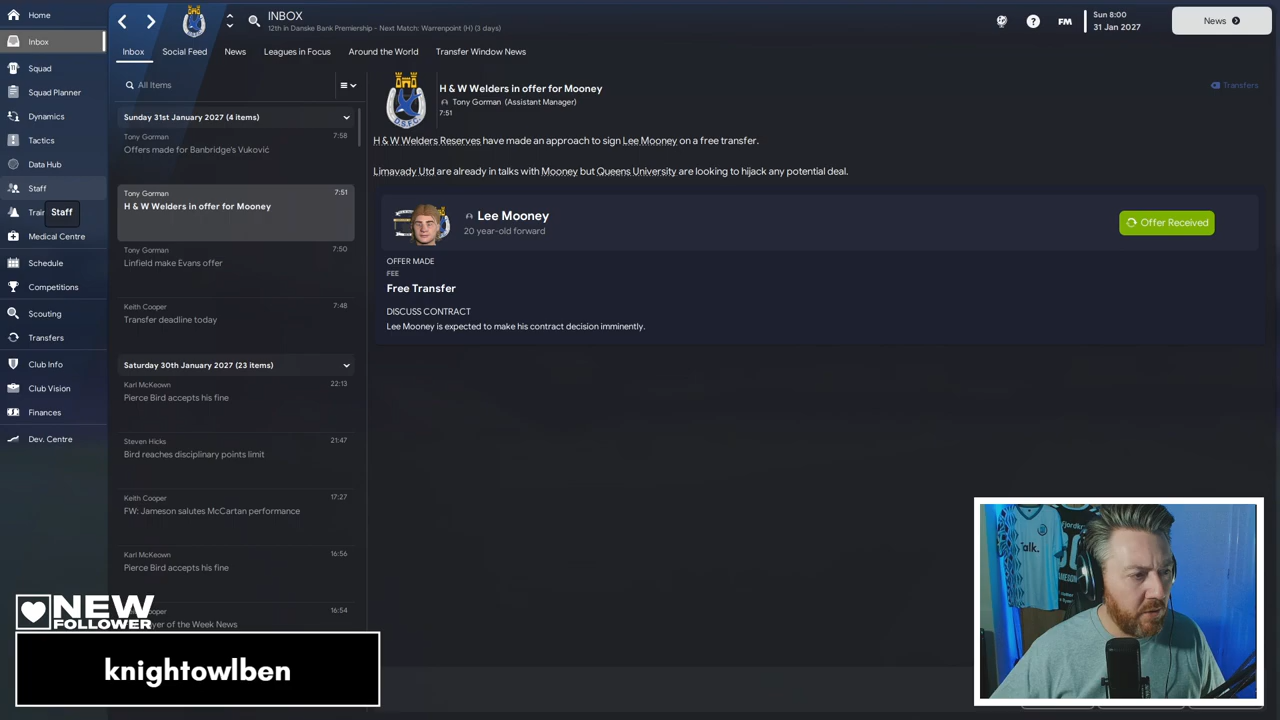 Home
Inbox
Squad
Squad Planner
Dynamics
Tactics
Data Hub
Staff
Staff
Medical Centre
Schedule
Competitions
Scouting
Transfers
Club Info
Club Vision
Finances
Dev. Centre
INBOX
12th in Danske Bank Premiership - Next Match: Warrenpoint (H) (3 days)
FM
Sun 8:00
31 Jan 2027
News
Inbox
Social Feed
News
Leagues in Focus
Around the World
Transfer Window News
All Items
Sunday 31st January 2027 (4 items)
Tony Gorman 7:58
Offers made for Banbridge's Vuković
Tony Gorman 7:51
H & W Welders in offer for Mooney
Tony Gorman 7:50
Linfield make Evans offer
Keith Cooper 7:48
Transfer deadline today
Saturday 30th January 2027 (23 items)
Karl McKeown 22:13
Pierce Bird accepts his fine
Steven Hicks 21:47
Bird reaches disciplinary points limit
Keith Cooper 17:27
FW: Jameson salutes McCartan performance
Karl McKeown 16:56
Pierce Bird accepts his fine
16:54
of the Week News
H & W Welders in offer for Mooney
Tony Gorman (Assistant Manager)
7:51
Transfers
H & W Welders Reserves have made an approach to sign Lee Mooney on a free transfer.
Limavady Utd are already in talks with Mooney but Queens University are looking to hijack any potential deal.
Lee Mooney
20 year-old forward
Offer Received
OFFER MADE
FEE
Free Transfer
DISCUSS CONTRACT
Lee Mooney is expected to make his contract decision imminently.
NEW
FOLLOWER
knightowlben